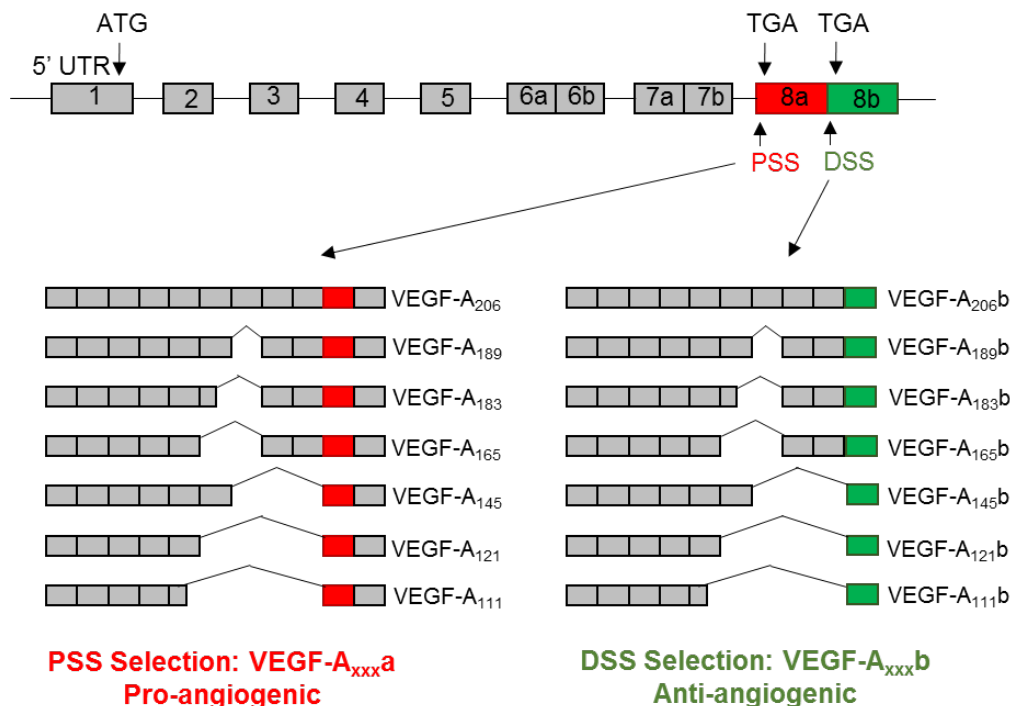 ATG TGA TGA
5' UTR
1 2 3 4 5 6a 6b 7a 7b 8a 8b
PSS DSS
VEGF-A206 VEGF-A206b
VEGF-A189 VEGF-A189b
VEGF-A183 VEGF-A183b
VEGF-A165 VEGF-A165b
VEGF-A145 VEGF-A145b
VEGF-A121 VEGF-A121b
VEGF-A111 VEGF-A111b
PSS Selection: VEGF-Axxxa
Pro-angiogenic
DSS Selection: VEGF-Axxxb
Anti-angiogenic